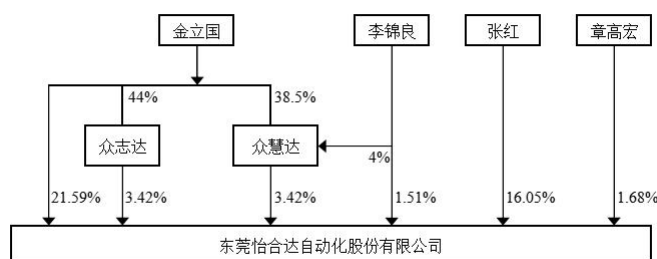 金立国
李锦良
张红
章高宏
44%
38.5%
众志达
众慧达
4%
21.59%
3.42%
3.42%
1.51%
16.05%
1.68%
东莞怡合达自动化股份有限公司